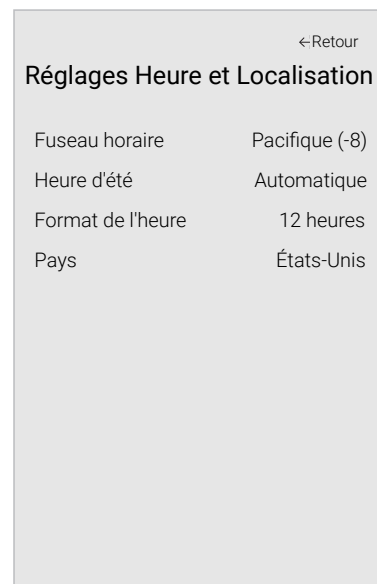 ←Retour
Réglages Heure et Localisation
Fuseau horaire Pacifique (-8)
Heure d'été Automatique
Format de l'heure 12 heures
Pays États-Unis